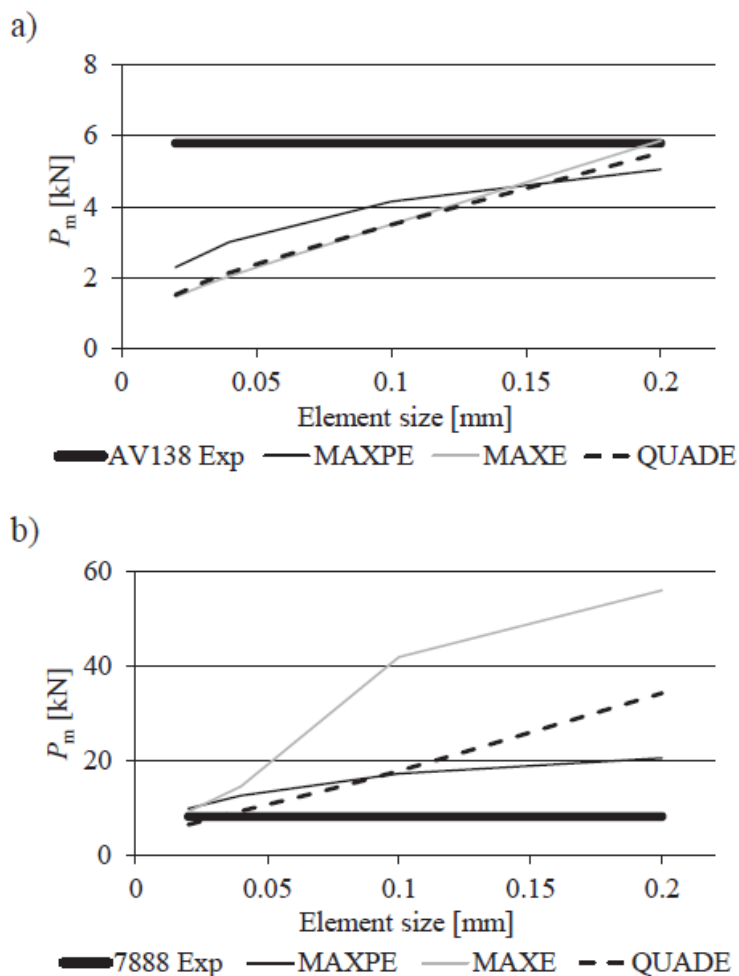 a)
8
6
4
2
0
P_m [kN]
0 0.05 0.1 0.15 0.2
Element size [mm]
AV138 Exp MAXPE MAXE QUADE
b)
60
40
20
0
P_m [kN]
0 0.05 0.1 0.15 0.2
Element size [mm]
7888 Exp MAXPE MAXE QUADE